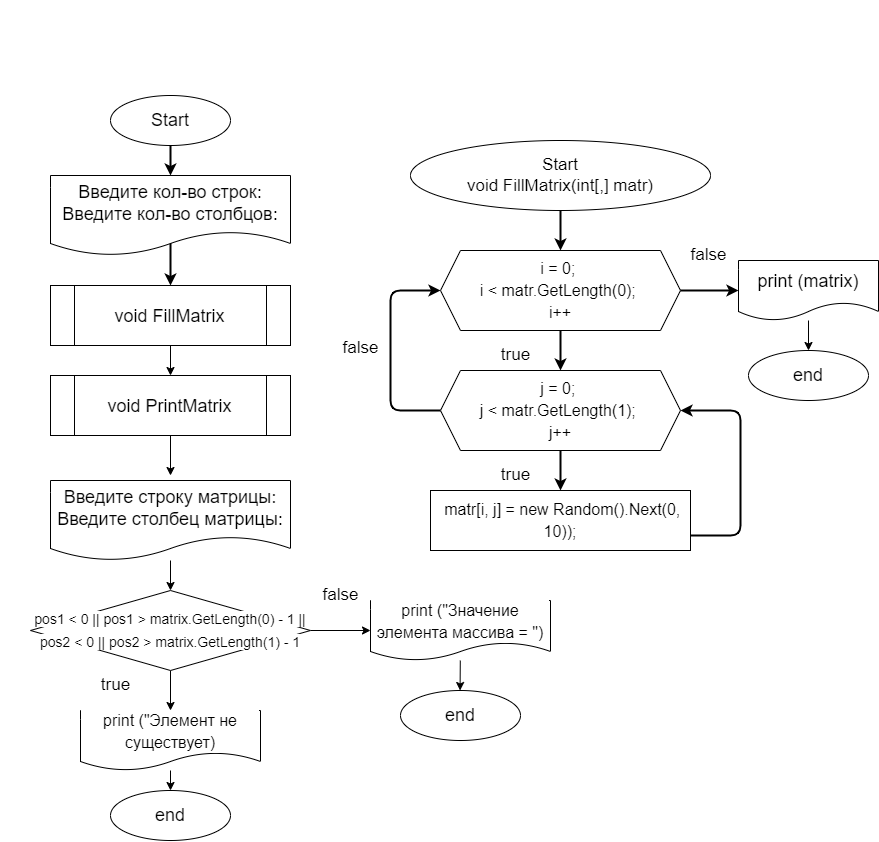 Start
Введите кол-во строк:
Введите кол-во столбцов:
void FillMatrix
void PrintMatrix
Введите строку матрицы:
Введите столбец матрицы:
pos1 < 0 || pos1 > matrix.GetLength(0) - 1 ||
pos2 < 0 || pos2 > matrix.GetLength(1) - 1
false
print ("Значение
элемента массива = ")
end
true
print ("Элемент не
существует)
end
Start
void FillMatrix(int[,] matr)
i = 0;
i < matr.GetLength(0);
i++
false
print (matrix)
end
true
false
j = 0;
j < matr.GetLength(1);
j++
true
matr[i, j] = new Random().Next(0,
10));